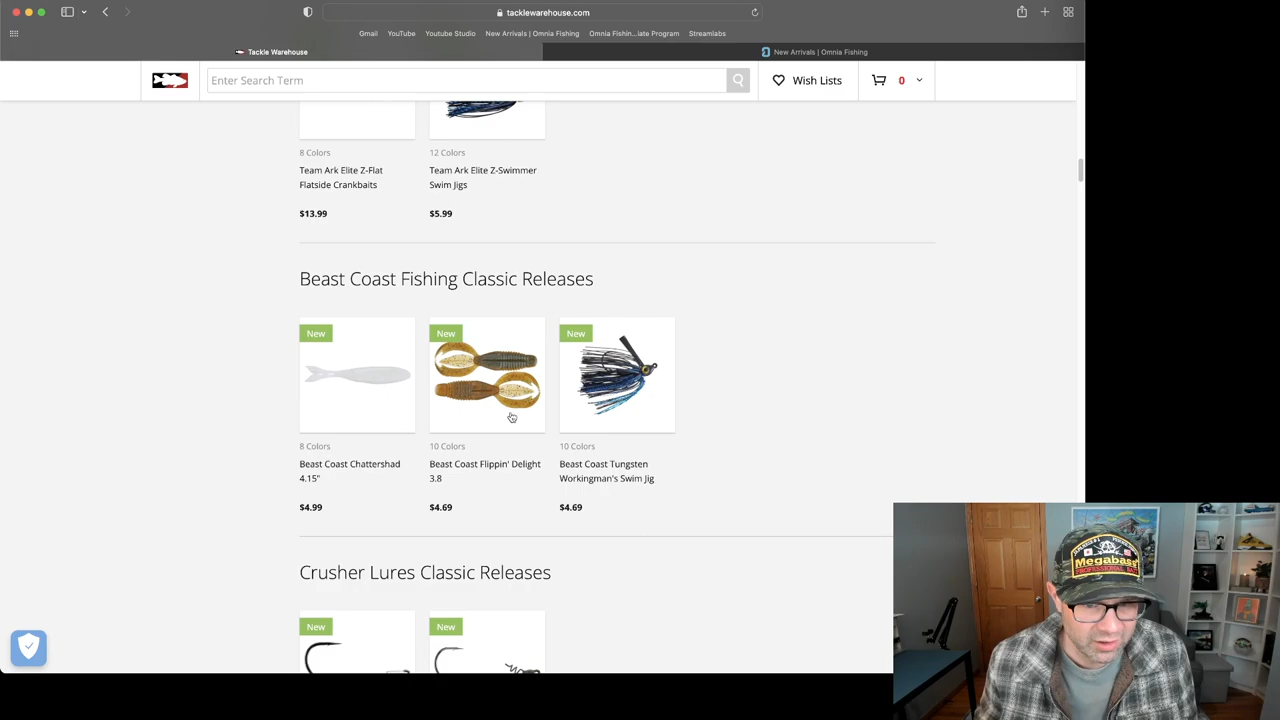 tacklewarehouse.com
Gmail YouTube Youtube Studio New Arrivals | Omnia Fishing Omnia Fishin...iate Program Streamlabs
Tackle Warehouse
New Arrivals | Omnia Fishing
Enter Search Term
Wish Lists
0
8 Colors
12 Colors
Team Ark Elite Z-Flat
Flatside Crankbaits
Team Ark Elite Z-Swimmer
Swim Jigs
$13.99
$5.99
Beast Coast Fishing Classic Releases
New
New
New
8 Colors
10 Colors
10 Colors
Beast Coast Chattershad
4.15"
Beast Coast Flippin' Delight
3.8
Beast Coast Tungsten
Workingman's Swim Jig
$4.99
$4.69
$4.69
Crusher Lures Classic Releases
New
New
Megabass